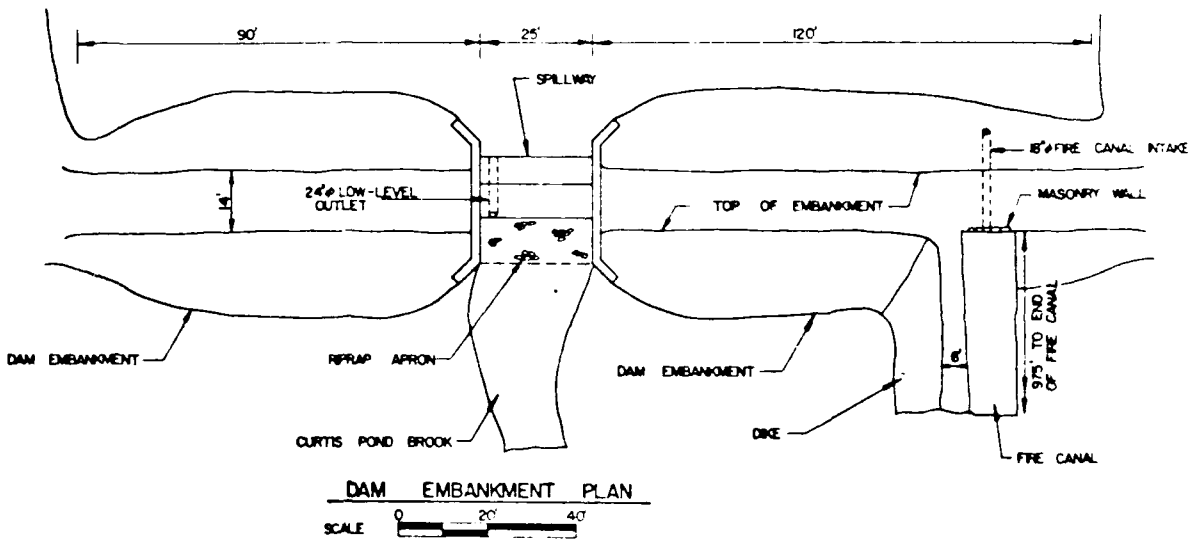 90'
25'
120'
SPILLWAY
18"ϕ FIRE CANAL INTAKE
24"ϕ LOW-LEVEL
OUTLET
14'
TOP OF EMBANKMENT
MASONRY WALL
975' TO END
OF FIRE CANAL
DAM EMBANKMENT
RIPRAP APRON
DAM EMBANKMENT
CURTIS POND BROOK
DIKE
FIRE CANAL
DAM EMBANKMENT PLAN
SCALE
0 20' 40'